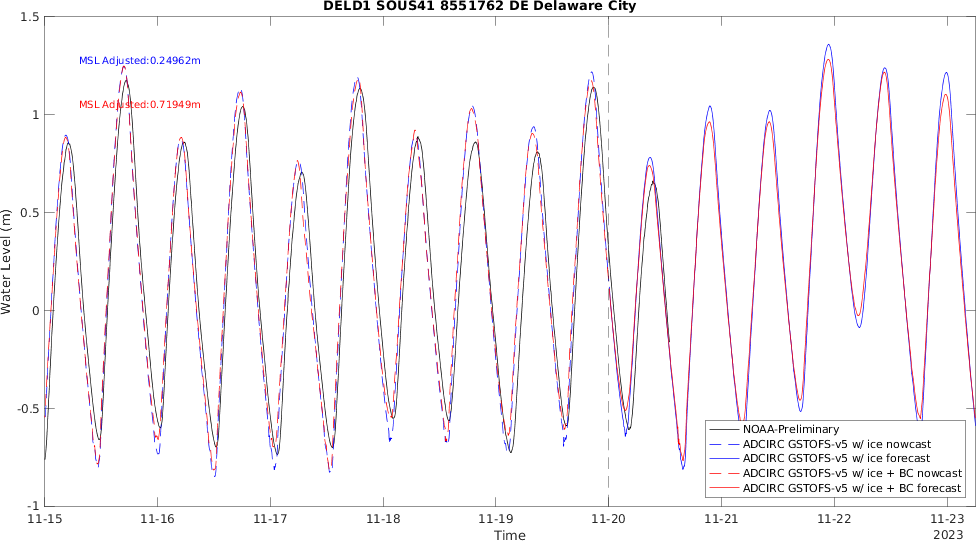 DELD1 SOUS41 8551762 DE Delaware City
1.5
1
0.5
0
-0.5
-1
Water Level (m)
MSL Adjusted:0.24962m
MSL Adjusted:0.71949m
NOAA-Preliminary
ADCIRC GSTOFS-v5 w/ ice nowcast
ADCIRC GSTOFS-v5 w/ ice forecast
ADCIRC GSTOFS-v5 w/ ice + BC nowcast
ADCIRC GSTOFS-v5 w/ ice + BC forecast
11-15 11-16 11-17 11-18 11-19 11-20 11-21 11-22 11-23
Time
2023